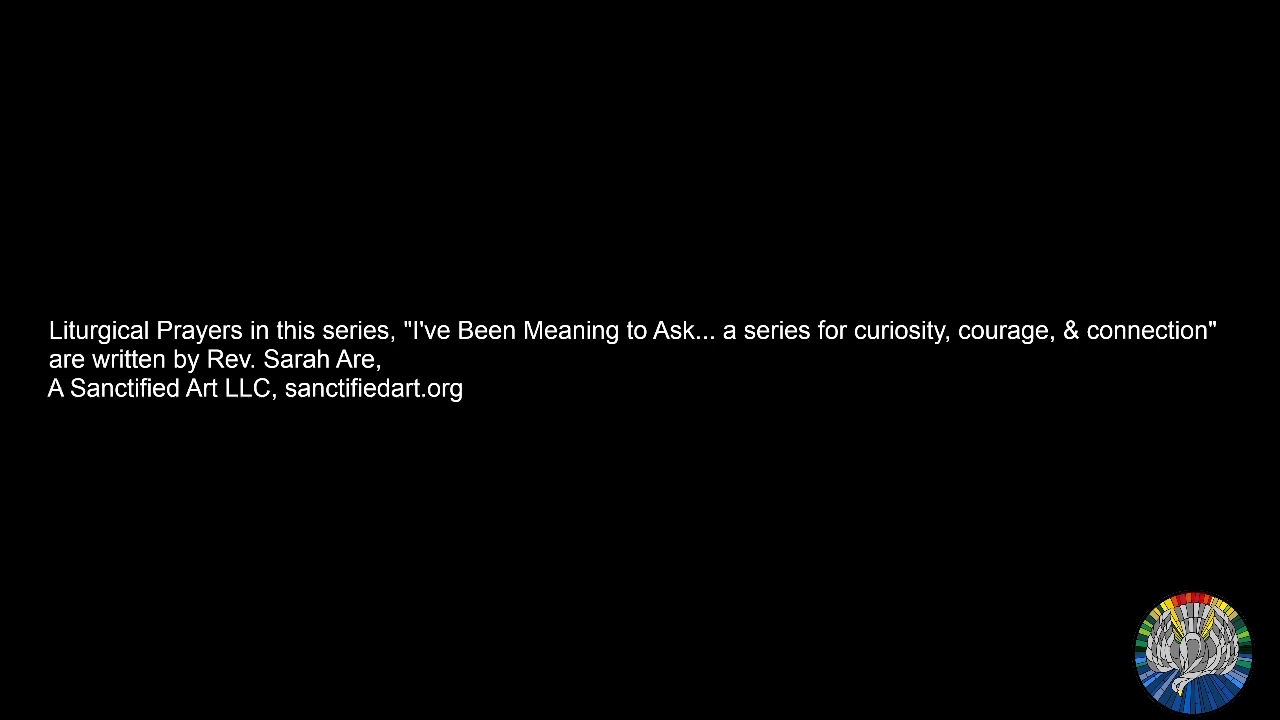 Liturgical Prayers in this series, "I've Been Meaning to Ask... a series for curiosity, courage, & connection"
are written by Rev. Sarah Are,
A Sanctified Art LLC, sanctifiedart.org